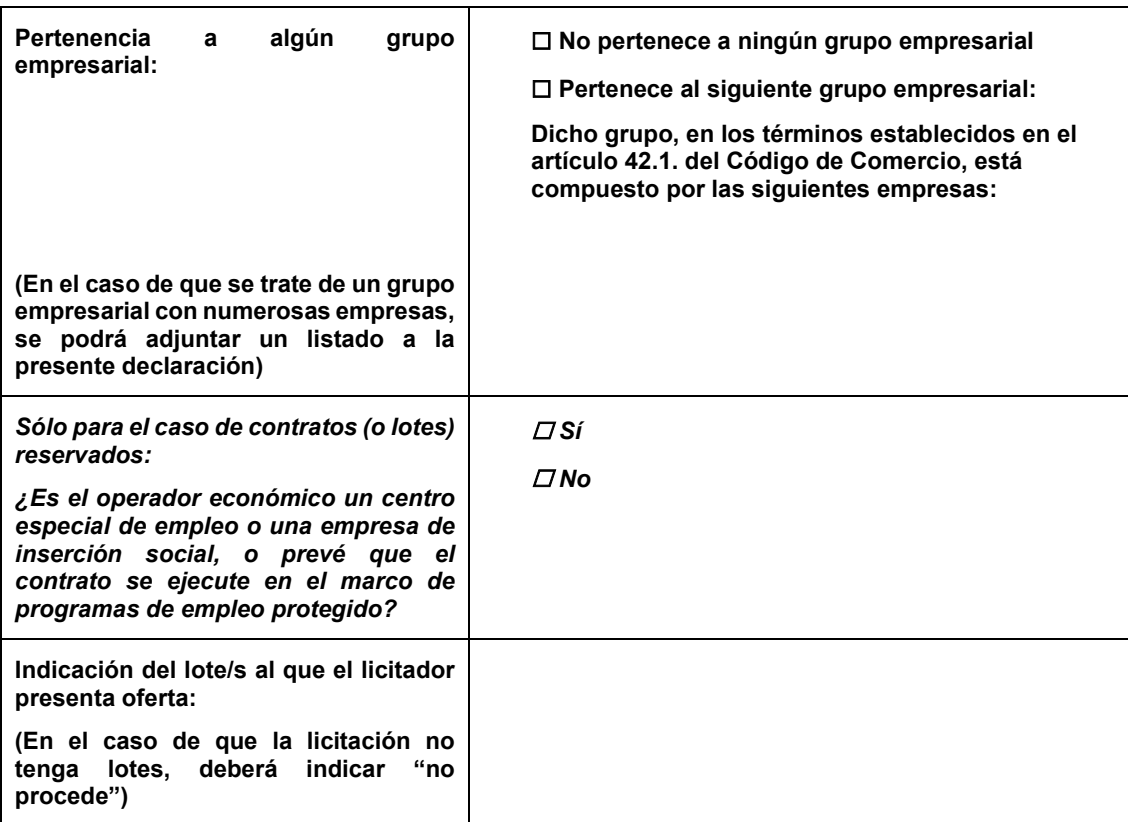 Pertenencia a algún grupo
empresarial:
(En el caso de que se trate de un grupo
empresarial con numerosas empresas,
se podrá adjuntar un listado a la
presente declaración)
☐ No pertenece a ningún grupo empresarial
☐ Pertenece al siguiente grupo empresarial:
Dicho grupo, en los términos establecidos en el
artículo 42.1. del Código de Comercio, está
compuesto por las siguientes empresas:
Sólo para el caso de contratos (o lotes)
reservados:
¿Es el operador económico un centro
especial de empleo o una empresa de
inserción social, o prevé que el
contrato se ejecute en el marco de
programas de empleo protegido?
☐ Sí
☐ No
Indicación del lote/s al que el licitador
presenta oferta:
(En el caso de que la licitación no
tenga lotes, deberá indicar “no
procede”)